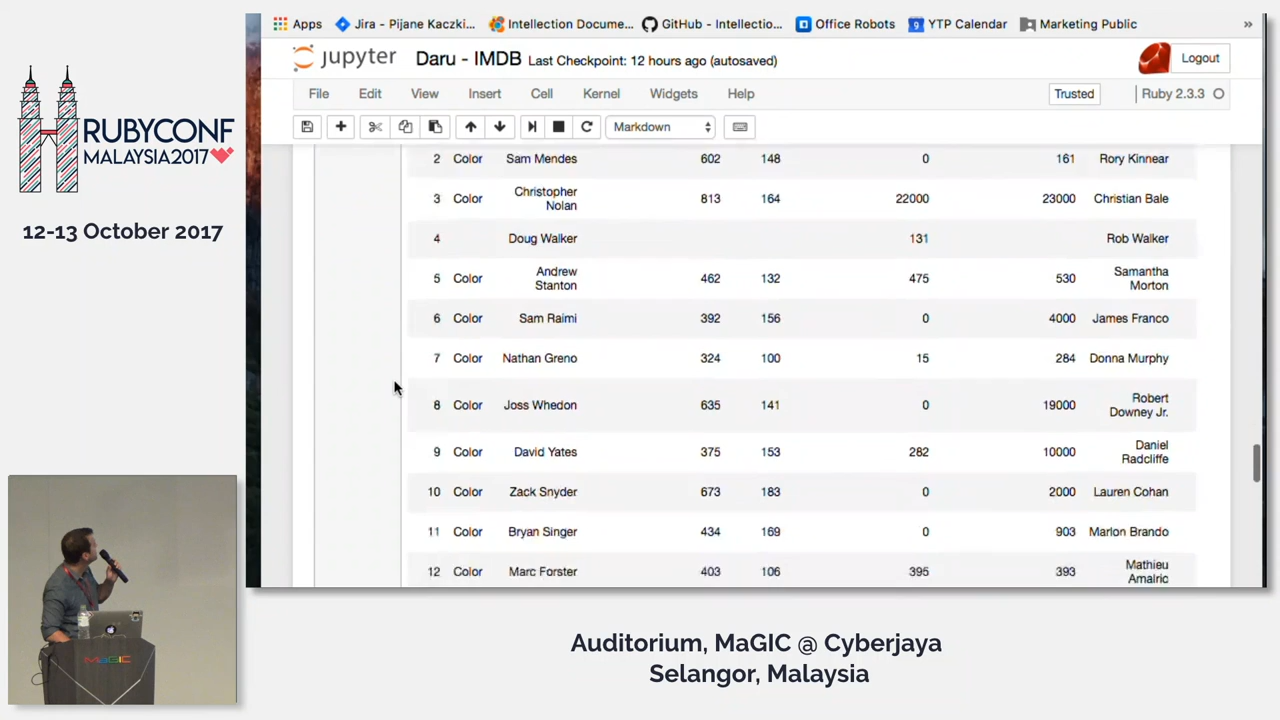 Apps Jira - Pijane Kaczki... Intellection Docume... GitHub - Intellectio... Office Robots 9 YTP Calendar Marketing Public »
jupyter Daru - IMDB Last Checkpoint: 12 hours ago (autosaved) Logout
File Edit View Insert Cell Kernel Widgets Help Trusted Ruby 2.3.3
Markdown
2 Color Sam Mendes 602 148 0 161 Rory Kinnear
3 Color Christopher Nolan 813 164 22000 23000 Christian Bale
4 Doug Walker 131 Rob Walker
5 Color Andrew Stanton 462 132 475 530 Samantha Morton
6 Color Sam Raimi 392 156 0 4000 James Franco
7 Color Nathan Greno 324 100 15 284 Donna Murphy
8 Color Joss Whedon 635 141 0 19000 Robert Downey Jr.
9 Color David Yates 375 153 282 10000 Daniel Radcliffe
10 Color Zack Snyder 673 183 0 2000 Lauren Cohan
11 Color Bryan Singer 434 169 0 903 Marlon Brando
12 Color Marc Forster 403 106 395 393 Mathieu Amalric
RUBYCONF
MALAYSIA2017
12-13 October 2017
MaGIC
Auditorium, MaGIC @ Cyberjaya
Selangor, Malaysia